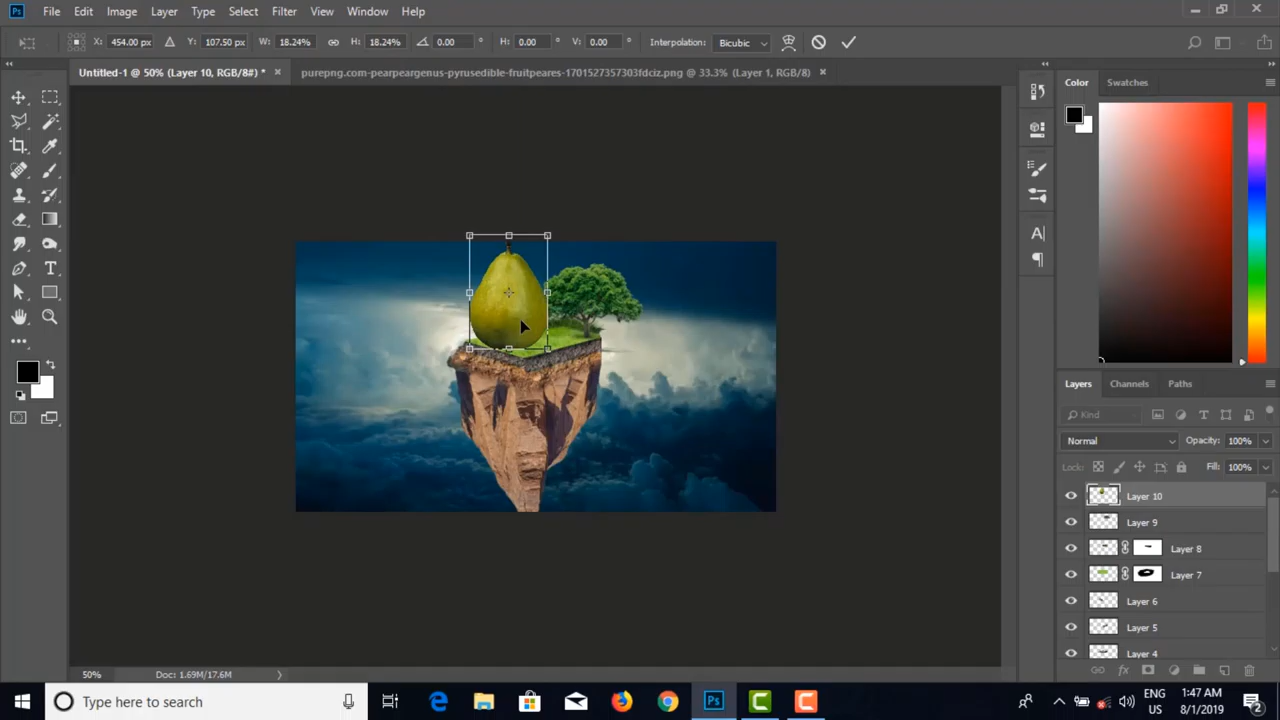 Ps File Edit Image Layer Type Select Filter View Window Help
X: 454.00 px Y: 107.50 px W: 18.24% H: 18.24% 0.00 ° H: 0.00 ° V: 0.00 ° Interpolation: Bicubic
Untitled-1 @ 50% (Layer 10, RGB/8#) * × purepng.com-pearpeargenus-pyrusedible-fruitpeares-1701527357303fdciz.png @ 33.3% (Layer 1, RGB/8) ×
Color Swatches
Layers Channels Paths
Kind
Normal Opacity: 100%
Lock: Fill: 100%
Layer 10
Layer 9
Layer 8
Layer 7
Layer 6
Layer 5
Layer 4
50% Doc: 1.69M/17.6M
Type here to search
Ps
ENG
US
1:47 AM
8/1/2019
2